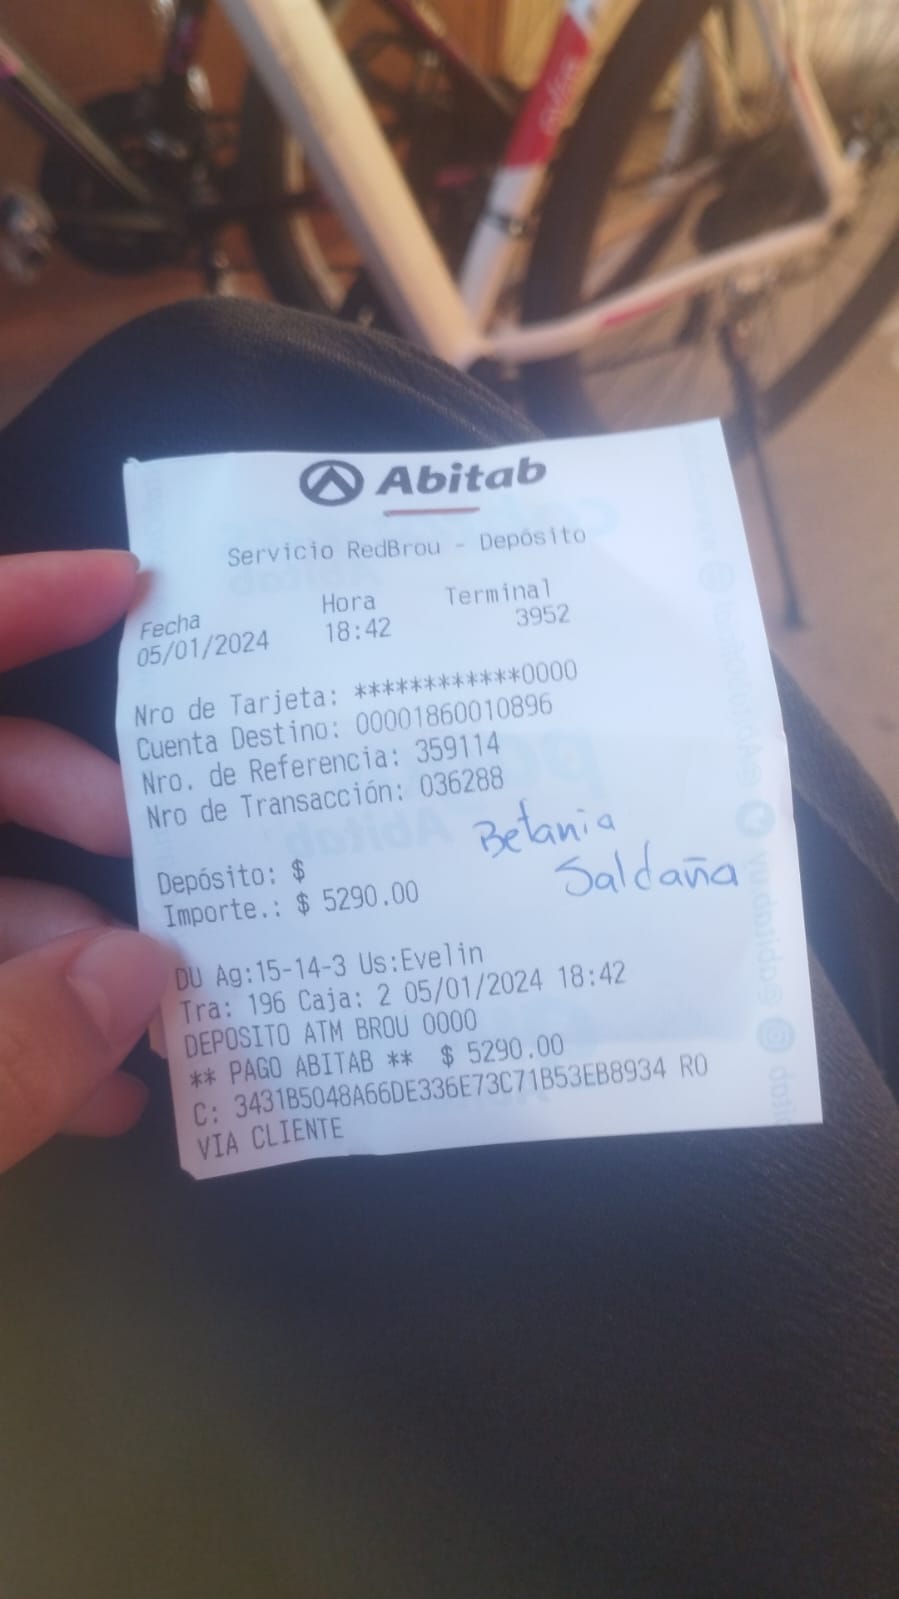 Abitab
Servicio RedBrou - Depósito
Fecha Hora Terminal
05/01/2024 18:42 3952
Nro de Tarjeta: ************0000
Cuenta Destino: 00001860010896
Nro. de Referencia: 359114
Nro de Transacción: 036288
Betania
Saldaña
Depósito: $
Importe.: $ 5290.00
DU Ag:15-14-3 Us:Evelin
Tra: 196 Caja: 2 05/01/2024 18:42
DEPOSITO ATM BROU 0000
** PAGO ABITAB ** $ 5290.00
C: 3431B5048A66DE336E73C71B53EB8934 RO
VIA CLIENTE